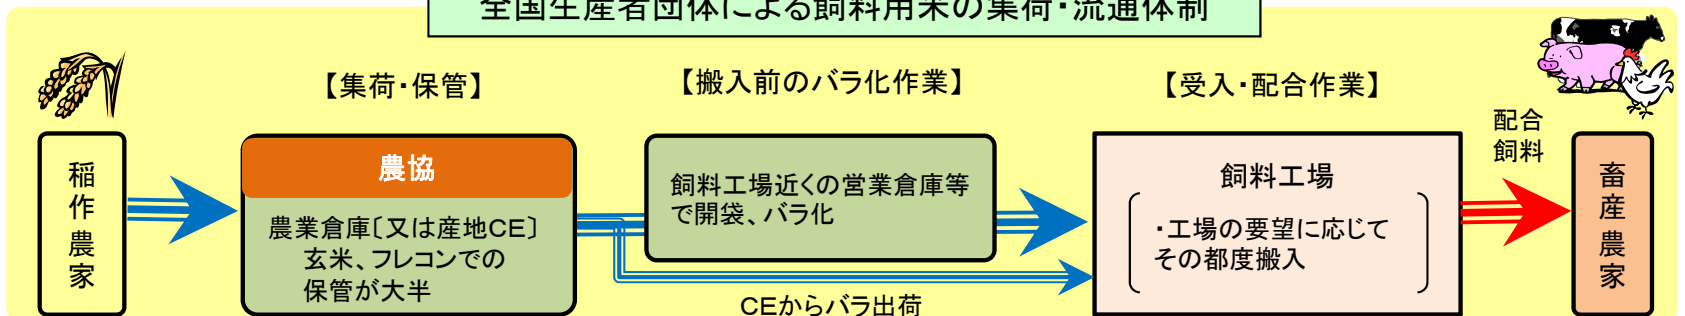 全国生産者団体による飼料用米の集荷・流通体制
【集荷・保管】
【搬入前のバラ化作業】
【受入・配合作業】
稲作農家
農協
農業倉庫〔又は産地CE〕
玄米、フレコンでの
保管が大半
飼料工場近くの営業倉庫等
で開袋、バラ化
CEからバラ出荷
飼料工場
・工場の要望に応じて
その都度搬入
配合
飼料
畜産農家